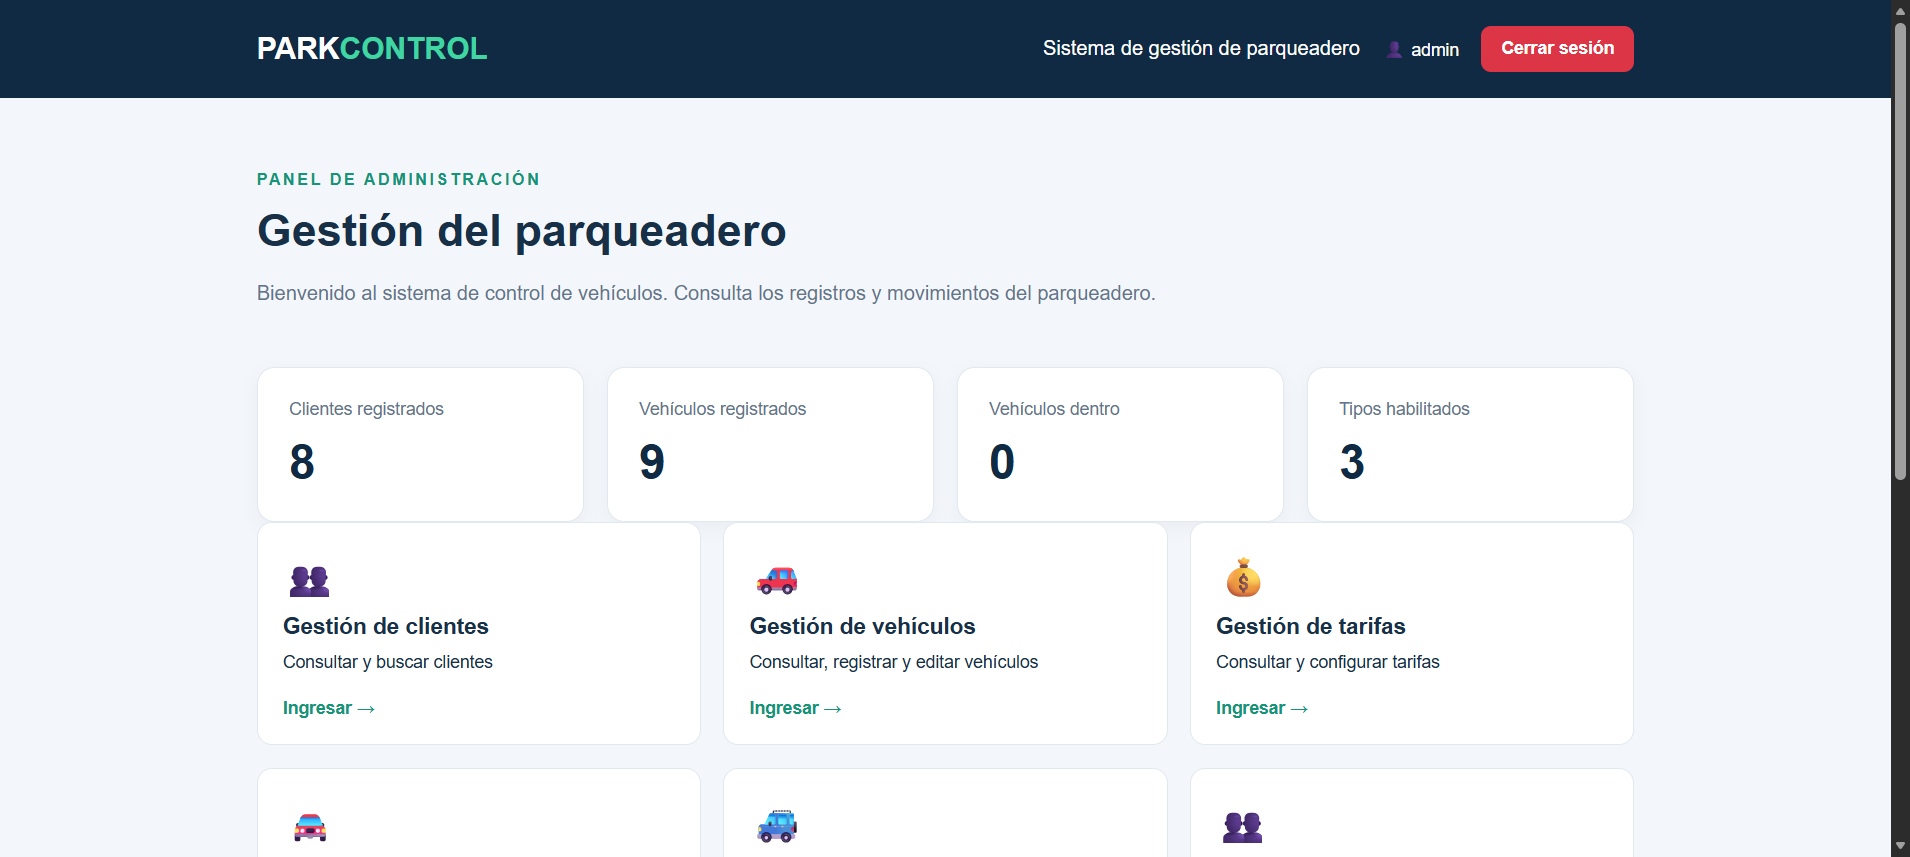 PARKCONTROL
Sistema de gestión de parqueadero
admin
Cerrar sesión
PANEL DE ADMINISTRACIÓN
Gestión del parqueadero
Bienvenido al sistema de control de vehículos. Consulta los registros y movimientos del parqueadero.
Clientes registrados
8
Vehículos registrados
9
Vehículos dentro
0
Tipos habilitados
3
Gestión de clientes
Consultar y buscar clientes
Ingresar →
Gestión de vehículos
Consultar, registrar y editar vehículos
Ingresar →
Gestión de tarifas
Consultar y configurar tarifas
Ingresar →